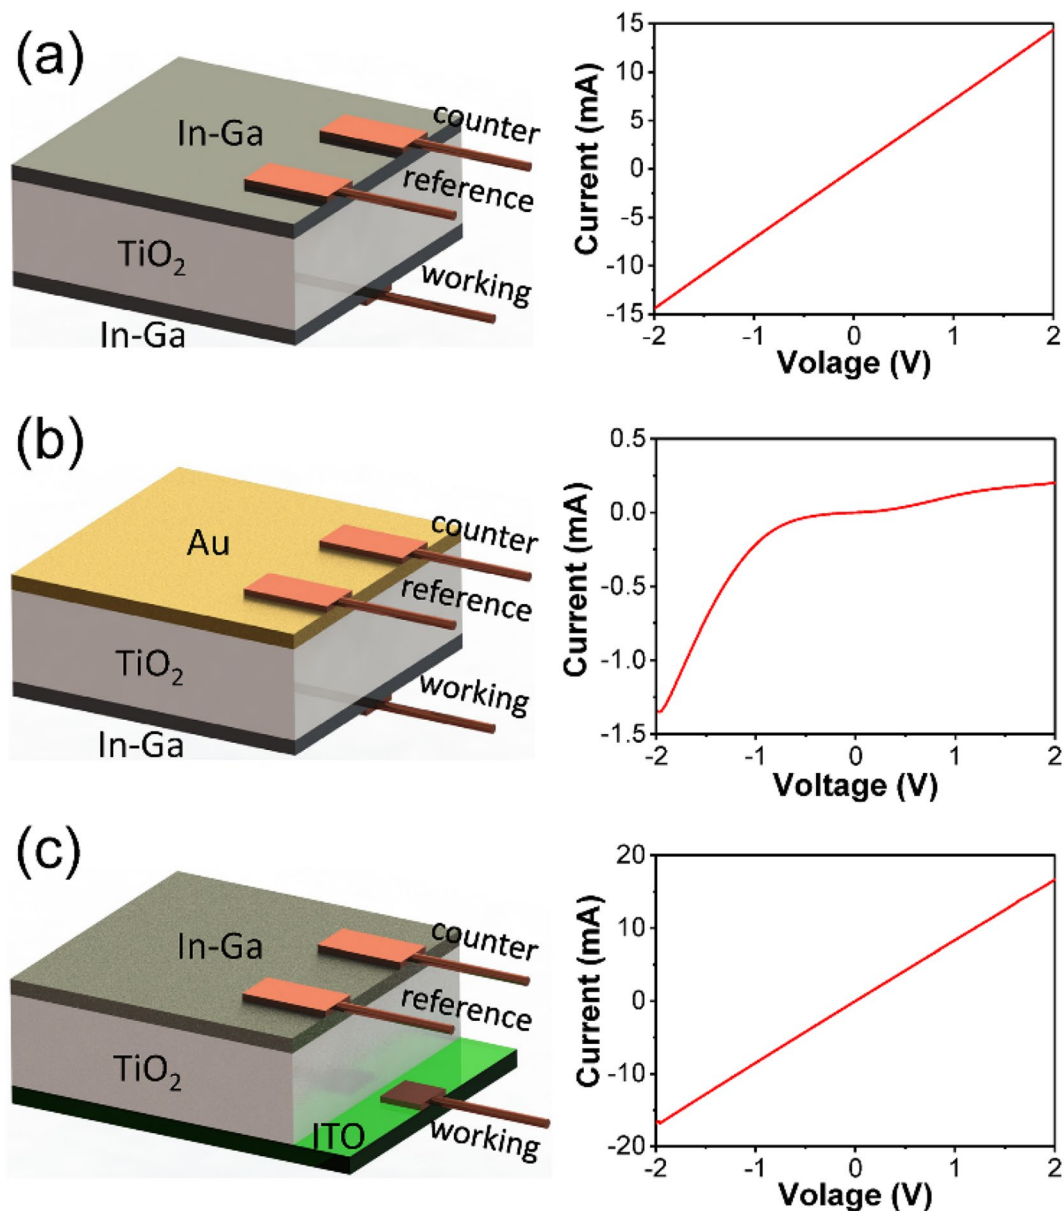 (a)
In-Ga
counter
reference
TiO₂
working
In-Ga
15
10
5
0
-5
-10
-15
Current (mA)
-2
-1
0
1
2
Volage (V)
(b)
Au
counter
reference
TiO₂
working
In-Ga
0.5
0.0
-0.5
-1.0
-1.5
Current (mA)
-2
-1
0
1
2
Voltage (V)
(c)
In-Ga
counter
reference
TiO₂
ITO
working
20
10
0
-10
-20
Current (mA)
-2
-1
0
1
2
Volage (V)